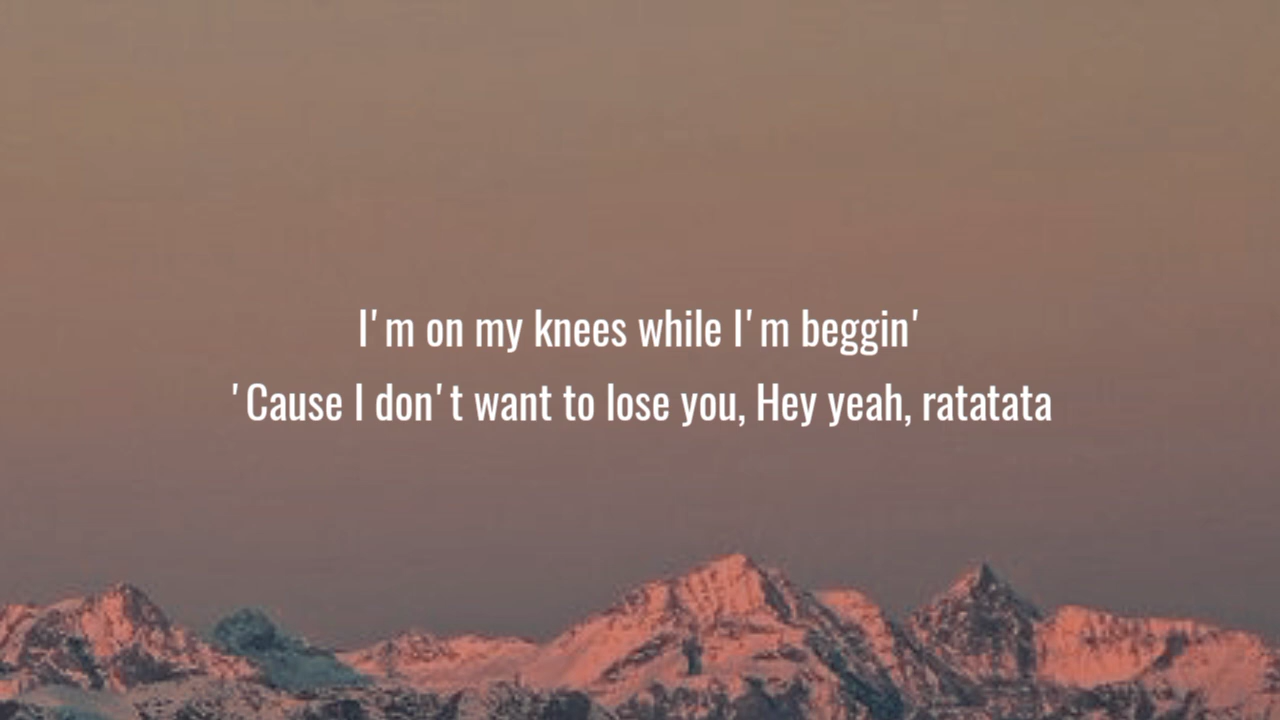 I'm on my knees while I'm beggin'
'Cause I don't want to lose you, Hey yeah, ratatata